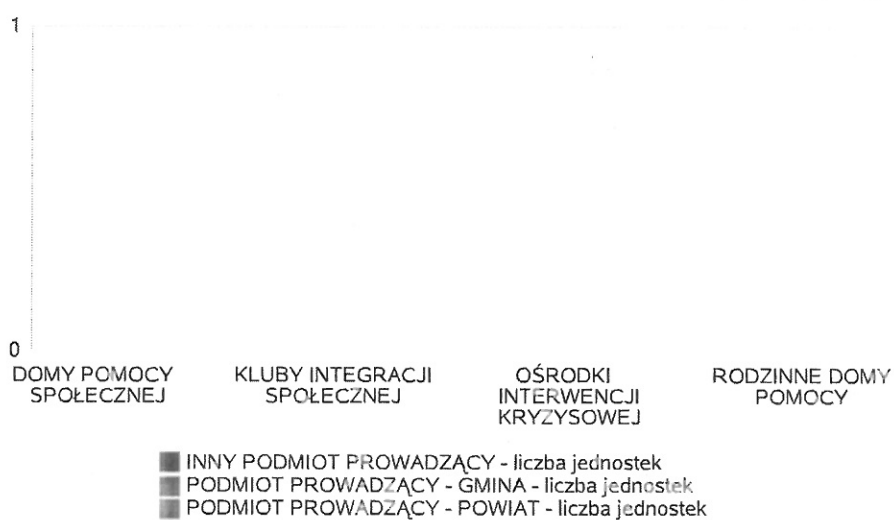 1
0
DOMY POMOCY
SPOŁECZNEJ
KLUBY INTEGRACJI
SPOŁECZNEJ
OŚRODKI
INTERWENCJI
KRYZYSOWEJ
RODZINNE DOMY
POMOCY
INNY PODMIOT PROWADZĄCY - liczba jednostek
PODMIOT PROWADZĄCY - GMINA - liczba jednostek
PODMIOT PROWADZĄCY - POWIAT - liczba jednostek